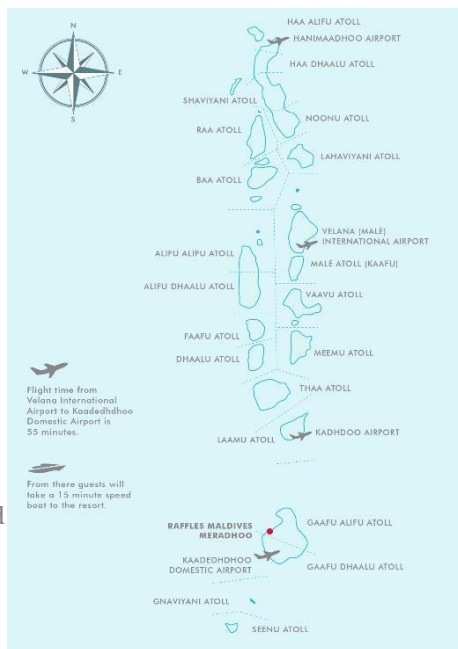 HAA ALIFU ATOLL
N
HANIMAADHOO AIRPORT
HAA DHAALU ATOLL
W
E
S
SHAVIYANI ATOLL
NOONU ATOLL
RAA ATOLL
LAHAVIYANI ATOLL
BAA ATOLL
VELANA (MALÉ)
INTERNATIONAL AIRPORT
ALIFU ALIFU ATOLL
MALÉ ATOLL (KAAFU)
ALIFU DHAALU ATOLL
VAAVU ATOLL
FAAFU ATOLL
MEEMU ATOLL
DHAALU ATOLL
THAA ATOLL
Flight time from
Velana International
Airport to Kaadedhdhoo
Domestic Airport is
55 minutes.
KADHDOO AIRPORT
LAAMU ATOLL
From there guests will
take a 15 minute speed
boat to the resort.
RAFFLES MALDIVES
MERADHOO
GAAFU ALIFU ATOLL
KAADEDHDHOO
DOMESTIC AIRPORT
GAAFU DHAALU ATOLL
GNAVIYANI ATOLL
SEENU ATOLL